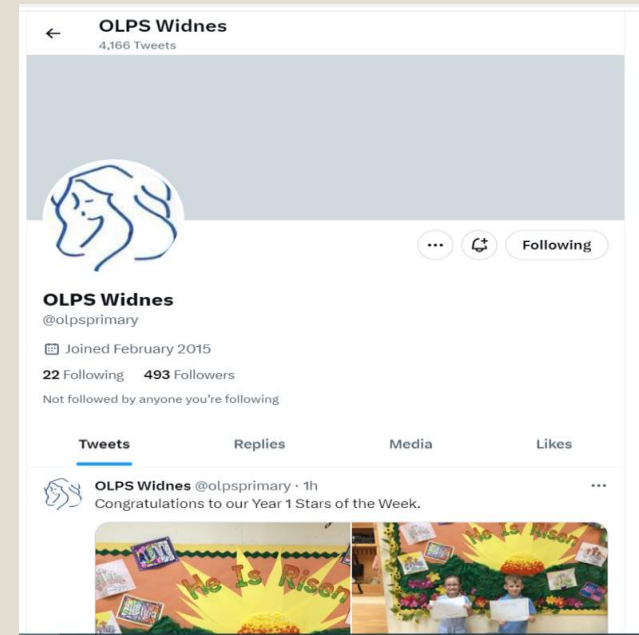 OLPS Widnes
4,166 Tweets
Following
OLPS Widnes
@olpsprimary
Joined February 2015
22 Following 493 Followers
Not followed by anyone you're following
Tweets Replies Media Likes
OLPS Widnes @olpsprimary · 1h
Congratulations to our Year 1 Stars of the Week.
He Is Risen
He Is Risen